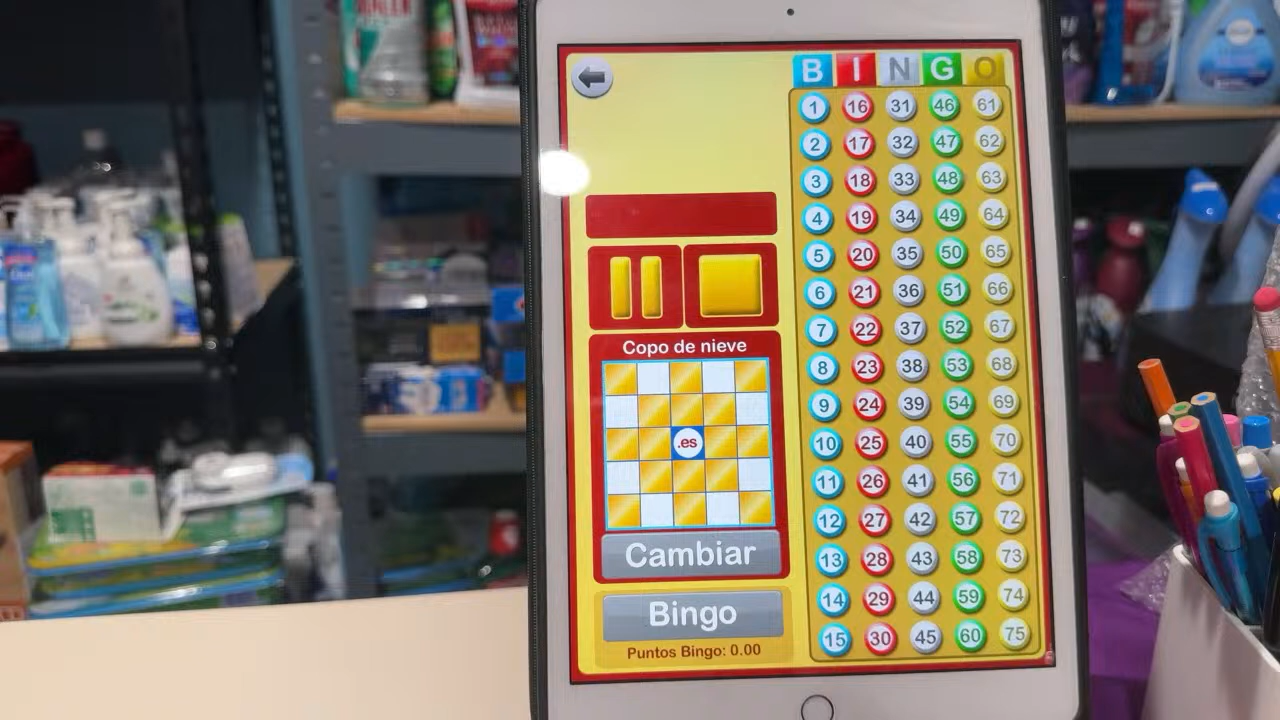 B I N G O
1 16 31 46 61
2 17 32 47 62
3 18 33 48 63
4 19 34 49 64
5 20 35 50 65
6 21 36 51 66
7 22 37 52 67
8 23 38 53 68
9 24 39 54 69
10 25 40 55 70
11 26 41 56 71
12 27 42 57 72
13 28 43 58 73
14 29 44 59 74
15 30 45 60 75
Copo de nieve
.es
Cambiar
Bingo
Puntos Bingo: 0.00